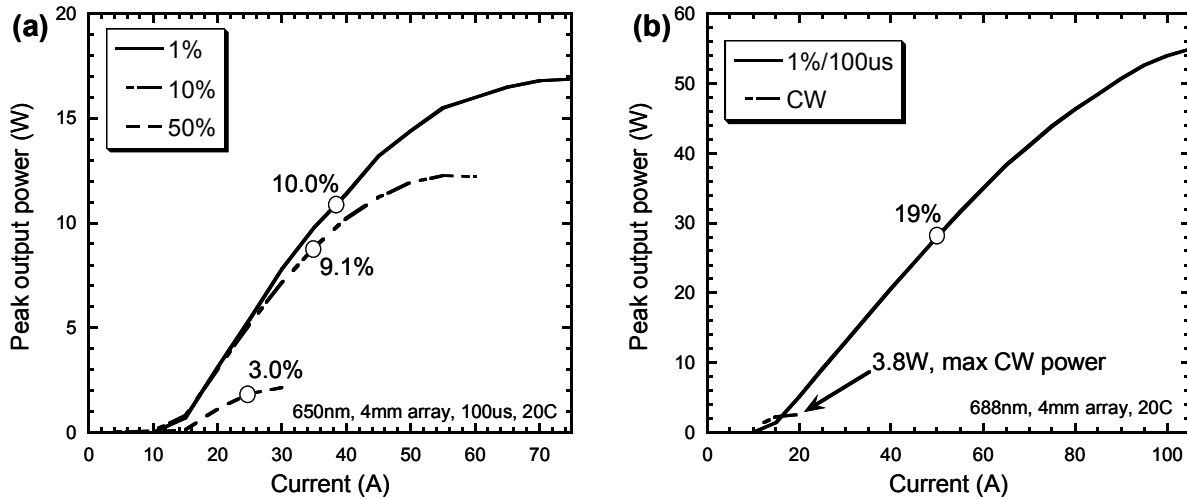 (a)
20
15
10
5
0
Peak output power (W)
1%
10%
50%
10.0%
9.1%
3.0%
650nm, 4mm array, 100us, 20C
0 10 20 30 40 50 60 70
Current (A)
(b)
60
50
40
30
20
10
0
Peak output power (W)
1%/100us
CW
19%
3.8W, max CW power
688nm, 4mm array, 20C
0 20 40 60 80 100
Current (A)